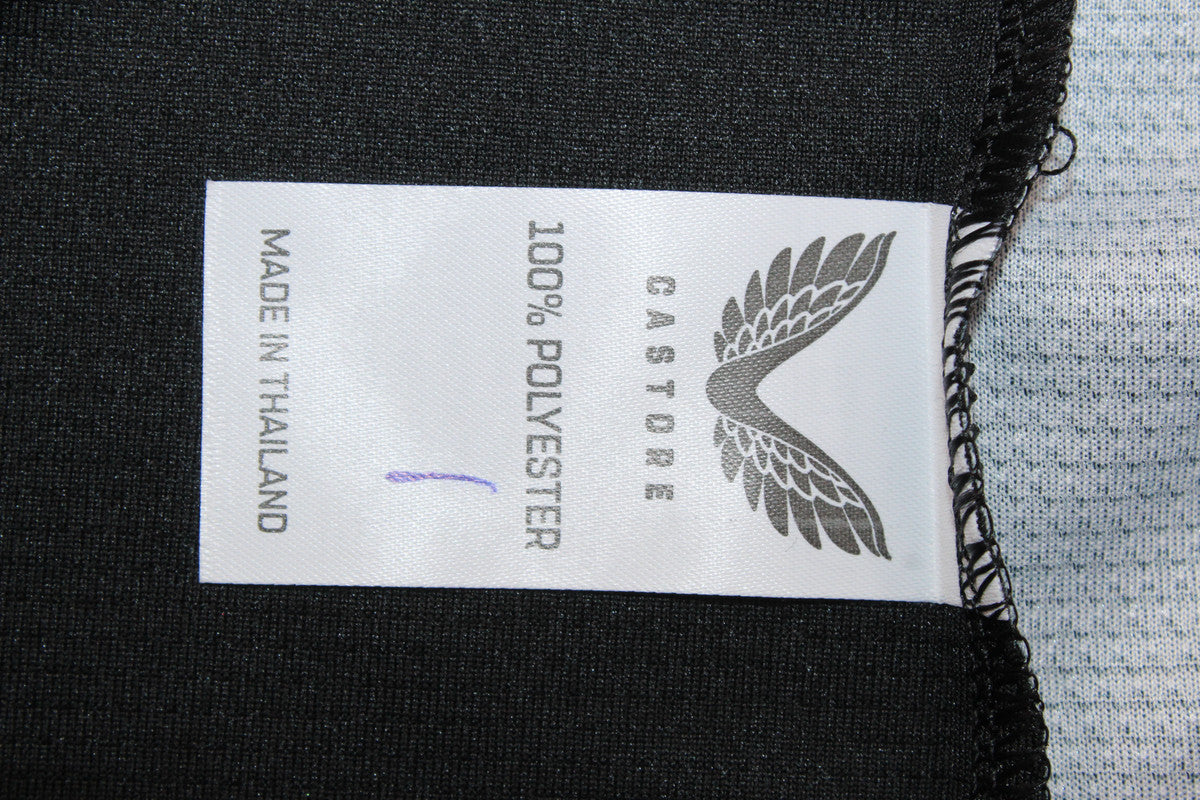 CASTORE
100% POLYESTER
MADE IN THAILAND